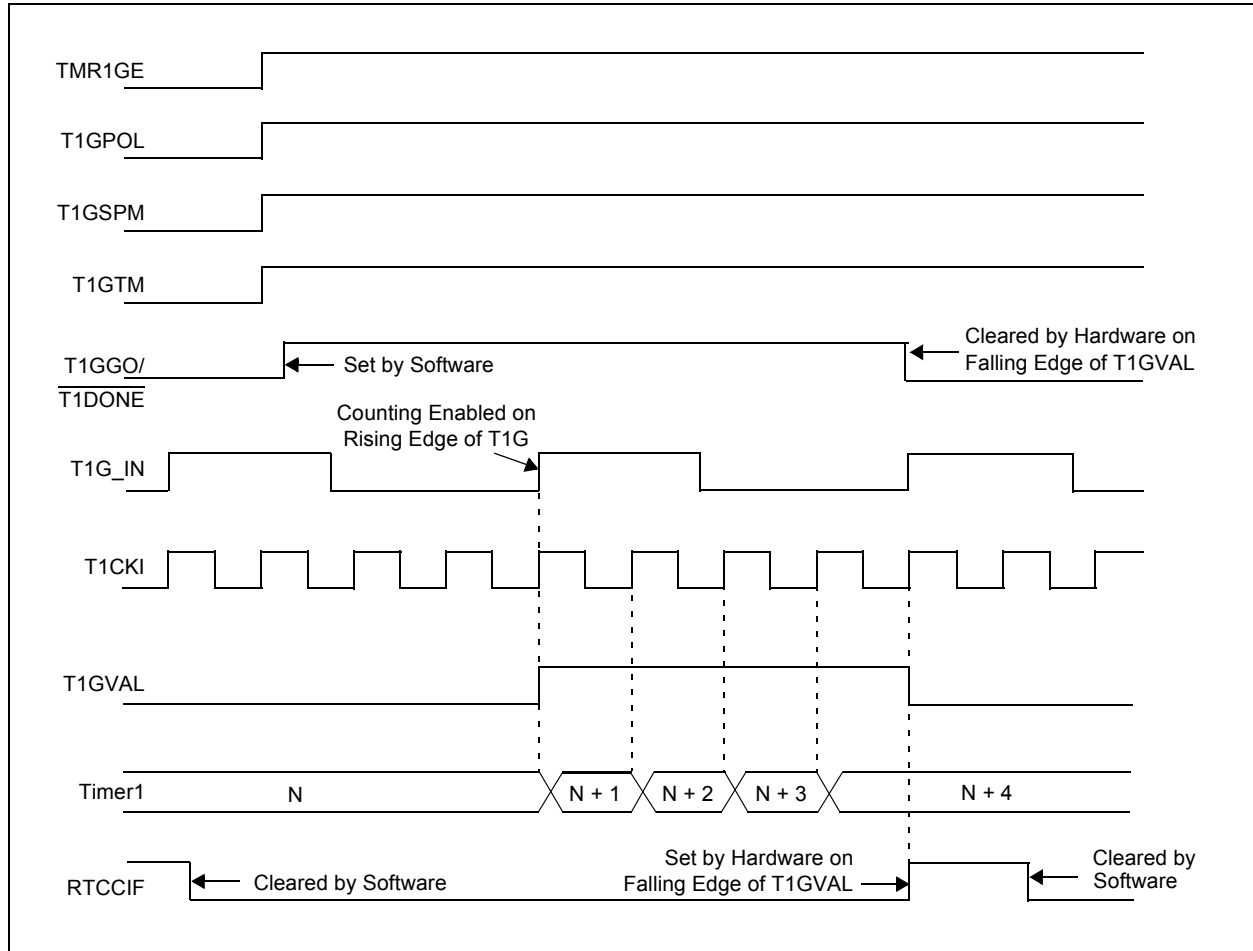 TMR1GE
T1GPOL
T1GSPM
T1GTM
T1GGO/
T1DONE
Set by Software
Cleared by Hardware on
Falling Edge of T1GVAL
Counting Enabled on
Rising Edge of T1G
T1G_IN
T1CKI
T1GVAL
Timer1
N
N + 1
N + 2
N + 3
N + 4
RTCCIF
Cleared by Software
Set by Hardware on
Falling Edge of T1GVAL
Cleared by
Software